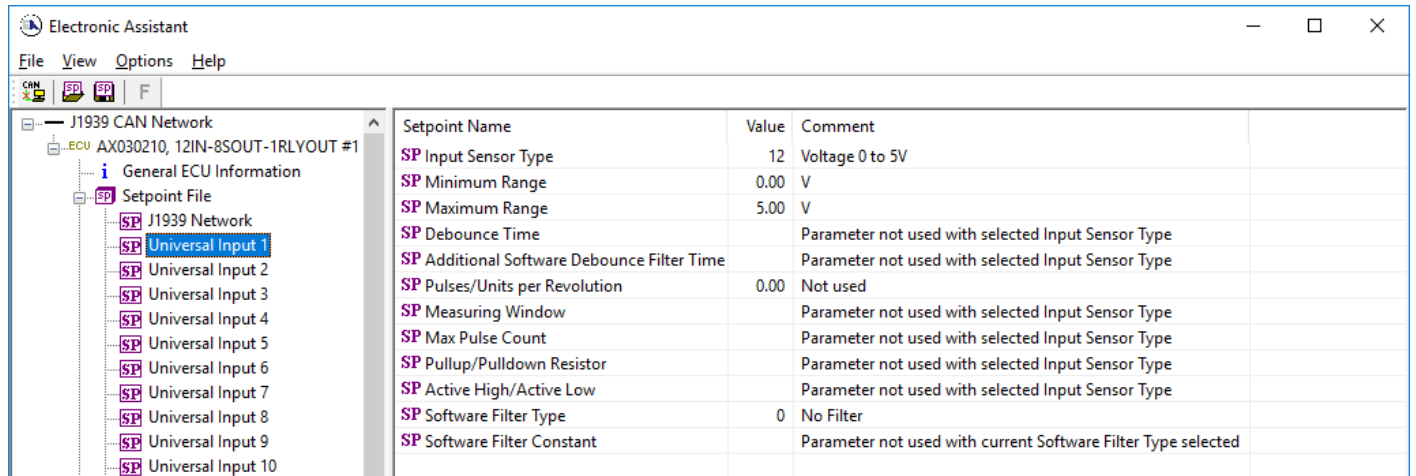 Electronic Assistant
File View Options Help
CAN SP SP F
J1939 CAN Network
ECU AX030210, 12IN-8SOUT-1RLYOUT #1
i General ECU Information
SP Setpoint File
SP J1939 Network
SP Universal Input 1
SP Universal Input 2
SP Universal Input 3
SP Universal Input 4
SP Universal Input 5
SP Universal Input 6
SP Universal Input 7
SP Universal Input 8
SP Universal Input 9
SP Universal Input 10
Setpoint Name Value Comment
SP Input Sensor Type 12 Voltage 0 to 5V
SP Minimum Range 0.00 V
SP Maximum Range 5.00 V
SP Debounce Time Parameter not used with selected Input Sensor Type
SP Additional Software Debounce Filter Time Parameter not used with selected Input Sensor Type
SP Pulses/Units per Revolution 0.00 Not used
SP Measuring Window Parameter not used with selected Input Sensor Type
SP Max Pulse Count Parameter not used with selected Input Sensor Type
SP Pullup/Pulldown Resistor Parameter not used with selected Input Sensor Type
SP Active High/Active Low Parameter not used with selected Input Sensor Type
SP Software Filter Type 0 No Filter
SP Software Filter Constant Parameter not used with current Software Filter Type selected